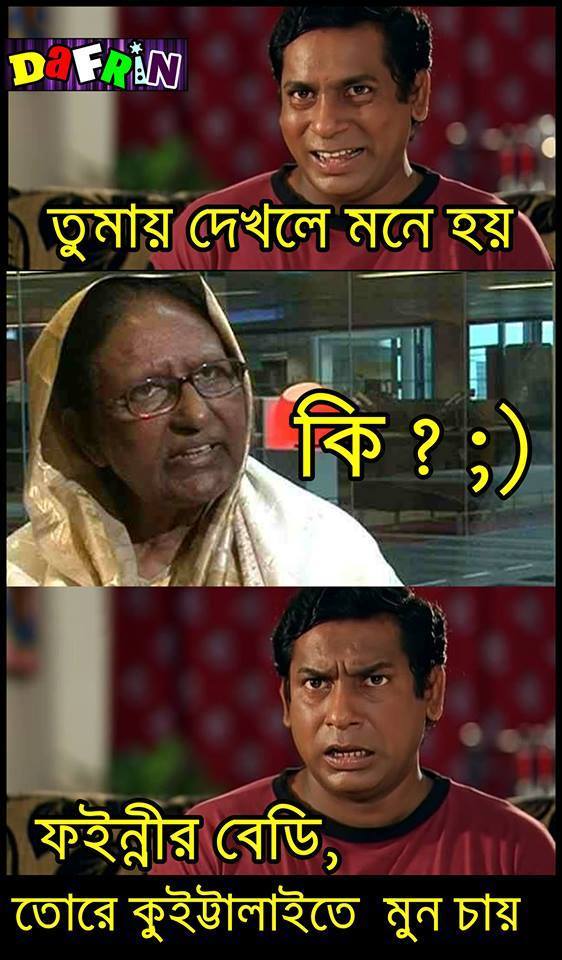 DaFRiN
তুমায় দেখলে মনে হয়
কি ? ;)
ফইন্নীর বেডি,
তোরে কুইট্টালাইতে মুন চায়